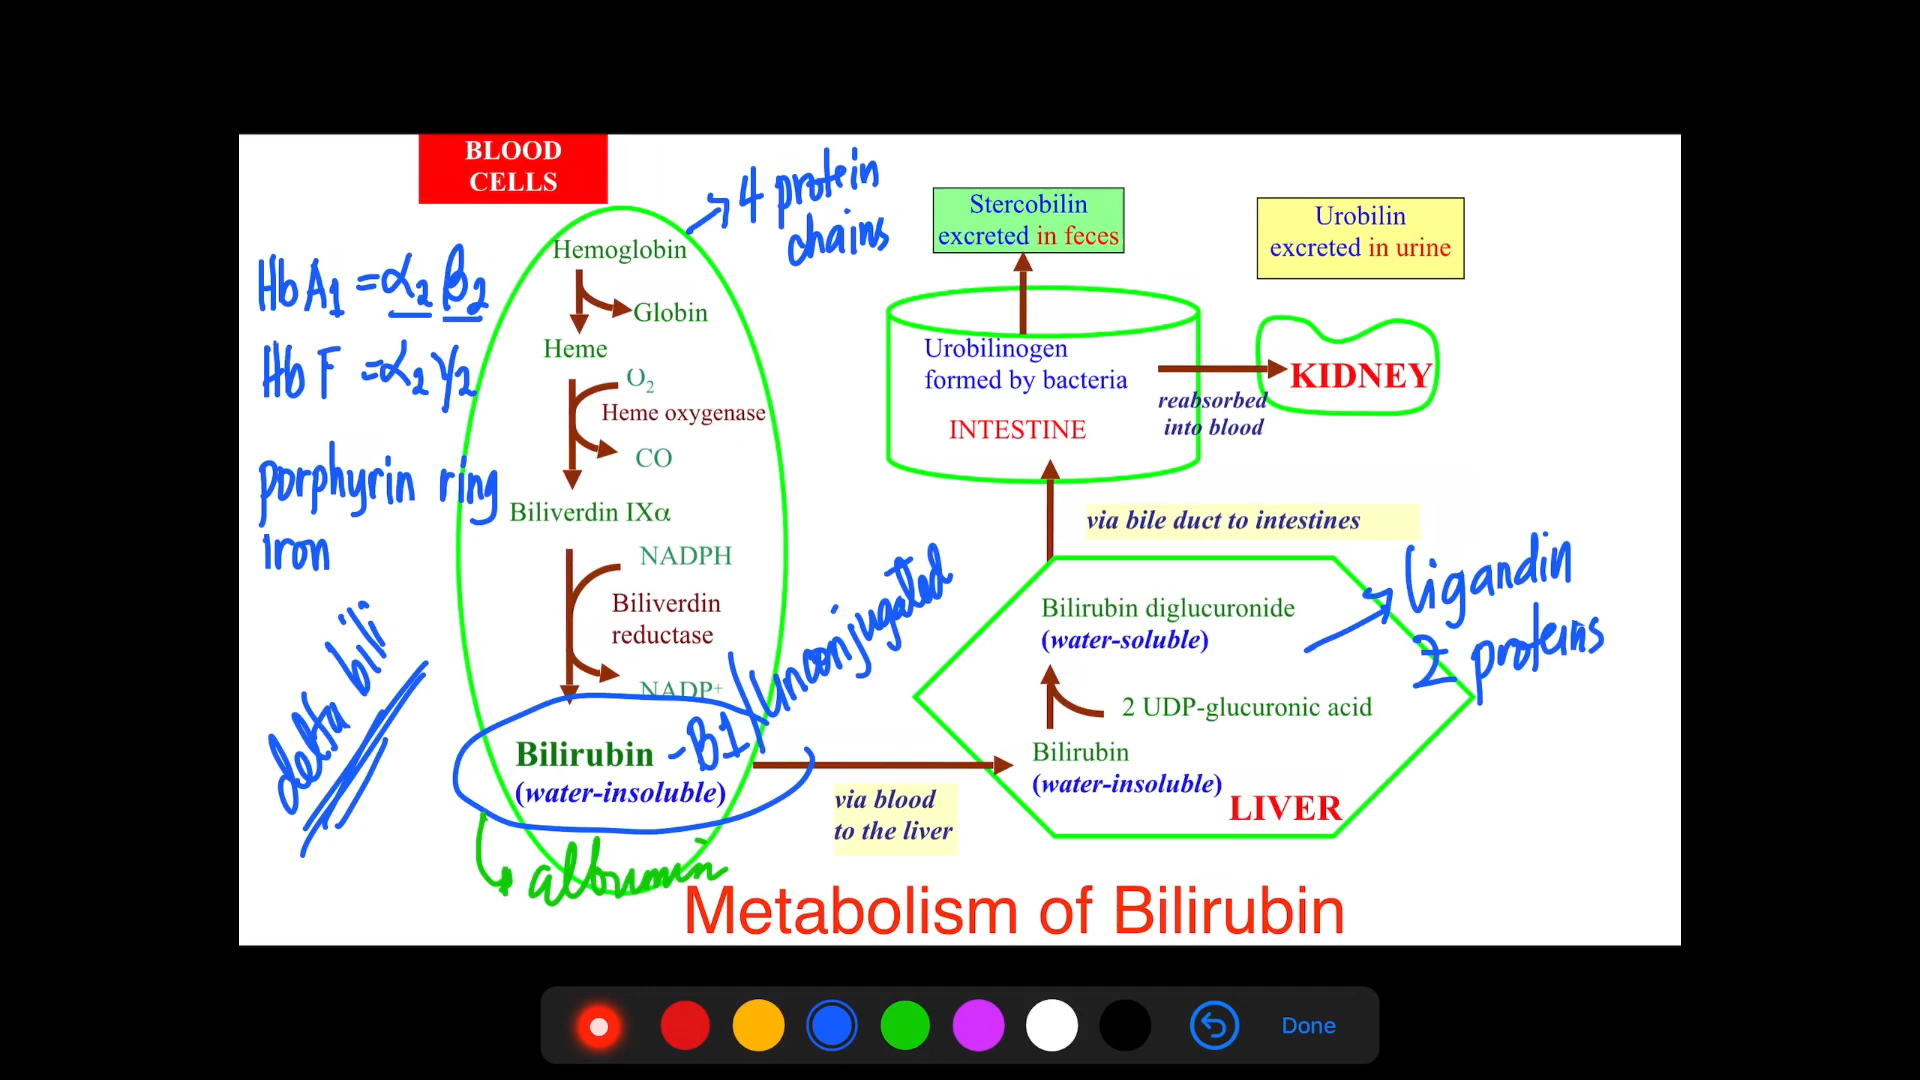 BLOOD
CELLS
→ 4 protein
chains
Hemoglobin
Globin
Heme
O₂
Heme oxygenase
CO
Biliverdin IXα
NADPH
Biliverdin
reductase
NADP⁺
Bilirubin - B1/Unconjugated
(water-insoluble)
albumin
HbA₁ = α₂ β₂
Hb F = α₂ γ₂
porphyrin ring
iron
delta bili
via blood
to the liver
Stercobilin
excreted in feces
Urobilin
excreted in urine
Urobilinogen
formed by bacteria
INTESTINE
reabsorbed
into blood
KIDNEY
via bile duct to intestines
Bilirubin diglucuronide
(water-soluble)
ligandin
2 proteins
2 UDP-glucuronic acid
Bilirubin
(water-insoluble)
LIVER
Metabolism of Bilirubin
Done